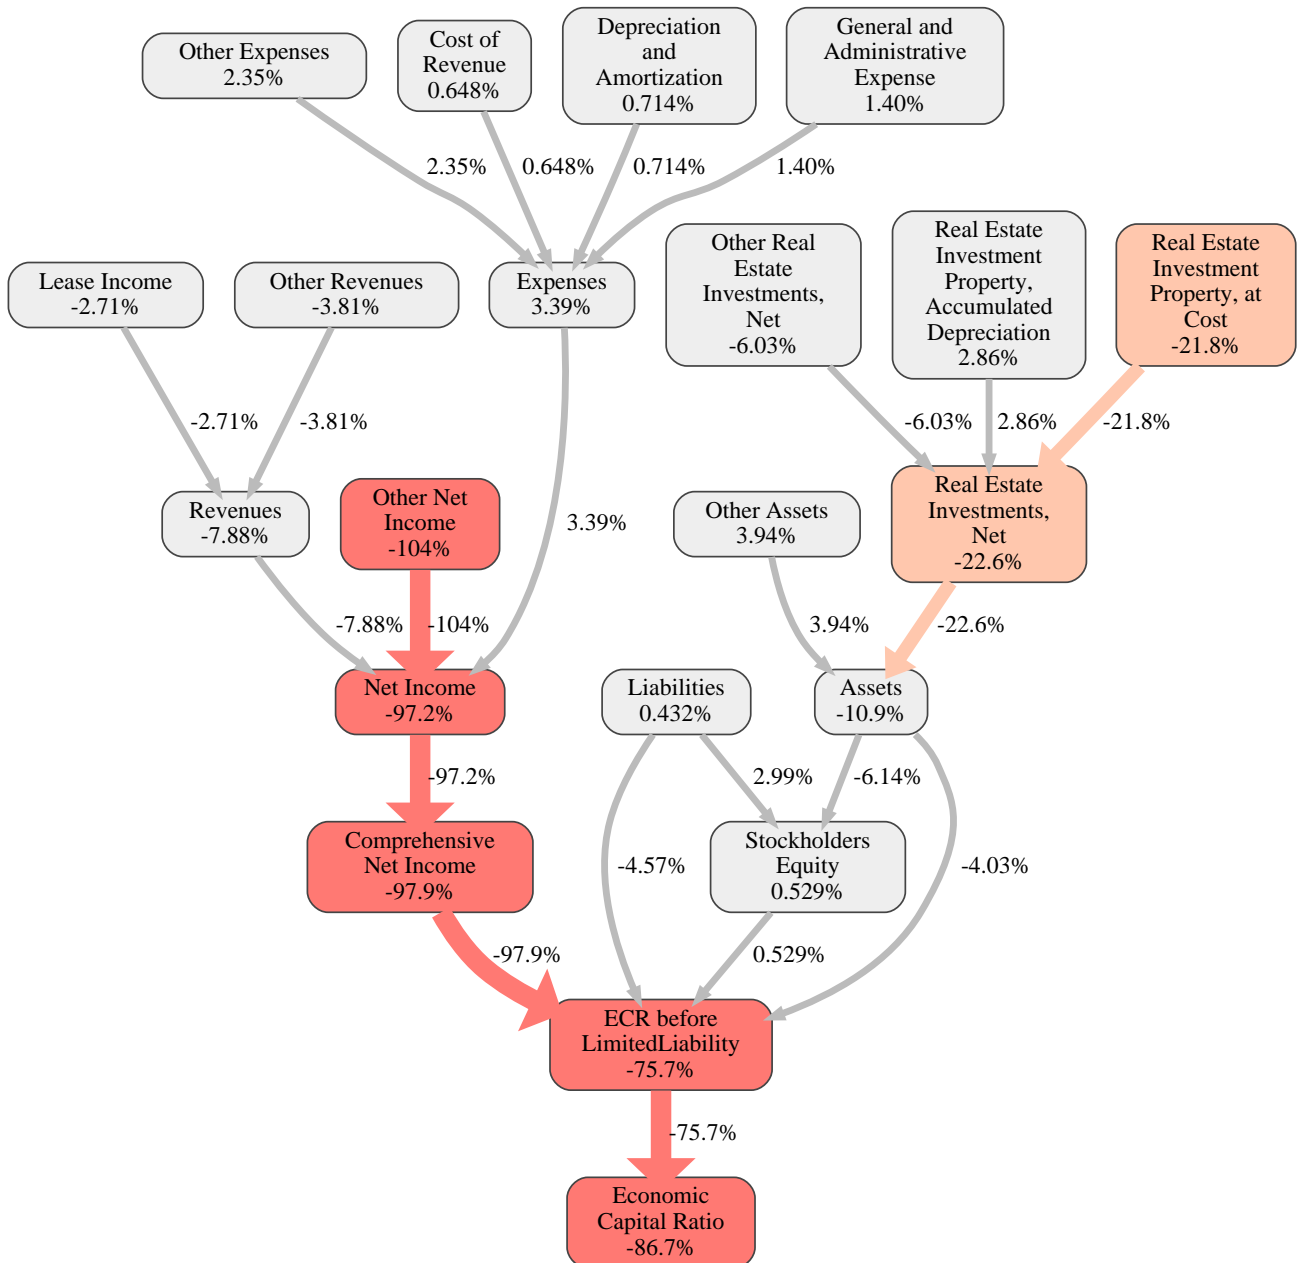 Other Expenses
2.35%
Cost of
Revenue
0.648%
Depreciation
and
Amortization
0.714%
General and
Administrative
Expense
1.40%
2.35%
0.648%
0.714%
1.40%
Lease Income
-2.71%
Other Revenues
-3.81%
Expenses
3.39%
Other Real
Estate
Investments,
Net
-6.03%
Real Estate
Investment
Property,
Accumulated
Depreciation
2.86%
Real Estate
Investment
Property, at
Cost
-21.8%
-2.71%
-3.81%
-6.03%
2.86%
-21.8%
Revenues
-7.88%
Other Net
Income
-104%
3.39%
Other Assets
3.94%
Real Estate
Investments,
Net
-22.6%
-7.88%
-104%
3.94%
-22.6%
Net Income
-97.2%
Liabilities
0.432%
Assets
-10.9%
-97.2%
2.99%
-6.14%
Comprehensive
Net Income
-97.9%
-4.57%
Stockholders
Equity
0.529%
-4.03%
-97.9%
0.529%
ECR before
LimitedLiability
-75.7%
-75.7%
Economic
Capital Ratio
-86.7%